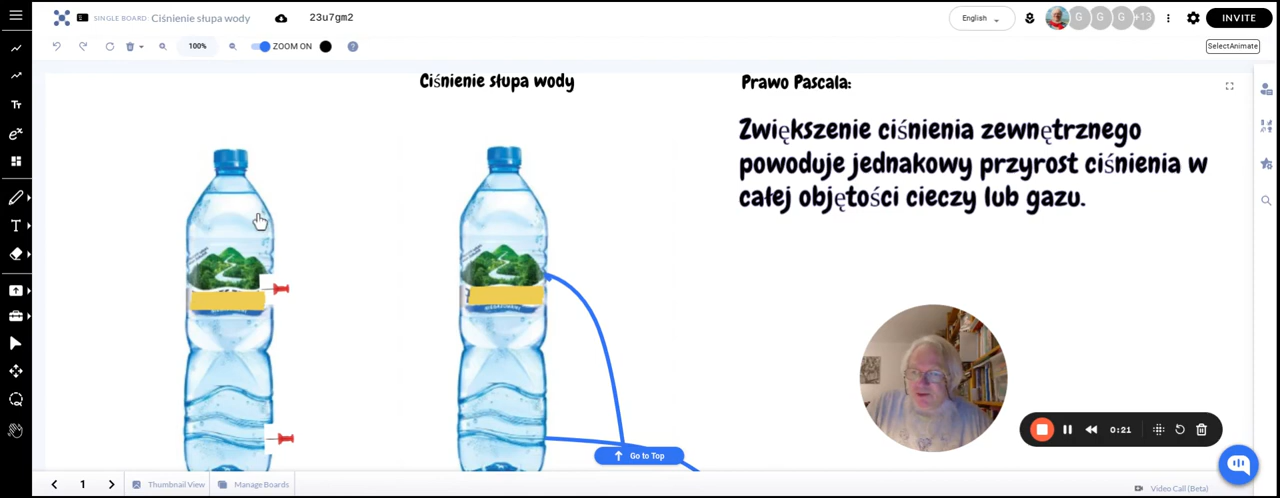 SINGLE BOARD: Ciśnienie słupa wody
23u7gm2
English
G G G +13
INVITE
100%
ZOOM ON
?
SelectAnimate
Ciśnienie słupa wody
Prawo Pascala:
Zwiększenie ciśnienia zewnętrznego
powoduje jednakowy przyrost ciśnienia w
całej objętości cieczy lub gazu.
Tт
eˣ
T
0:21
Go to Top
1
Thumbnail View
Manage Boards
Video Call (Beta)